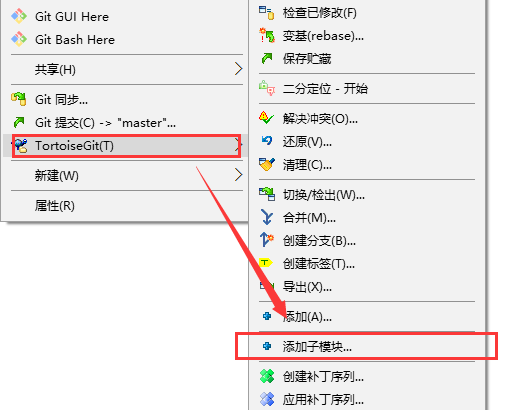 Git GUI Here
Git Bash Here
共享(H)
Git 同步...
Git 提交(C) -> "master"...
TortoiseGit(T)
新建(W)
属性(R)
检查已修改(F)
变基(rebase)...
保存贮藏
二分定位 - 开始
解决冲突(O)...
还原(V)...
清理(C)...
切换/检出(W)...
合并(M)...
创建分支(B)...
创建标签(T)...
导出(X)...
添加(A)...
添加子模块...
创建补丁序列...
应用补丁序列...